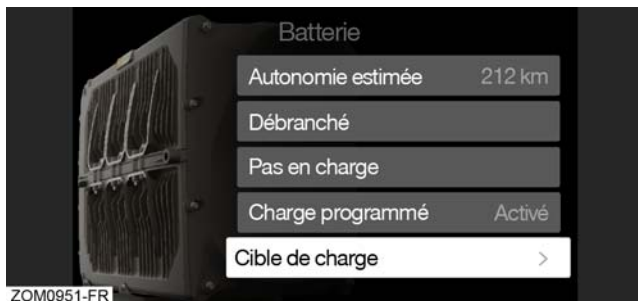 Batterie
Autonomie estimée 212 km
Débranché
Pas en charge
Charge programmé Activé
Cible de charge >
ZOM0951-FR